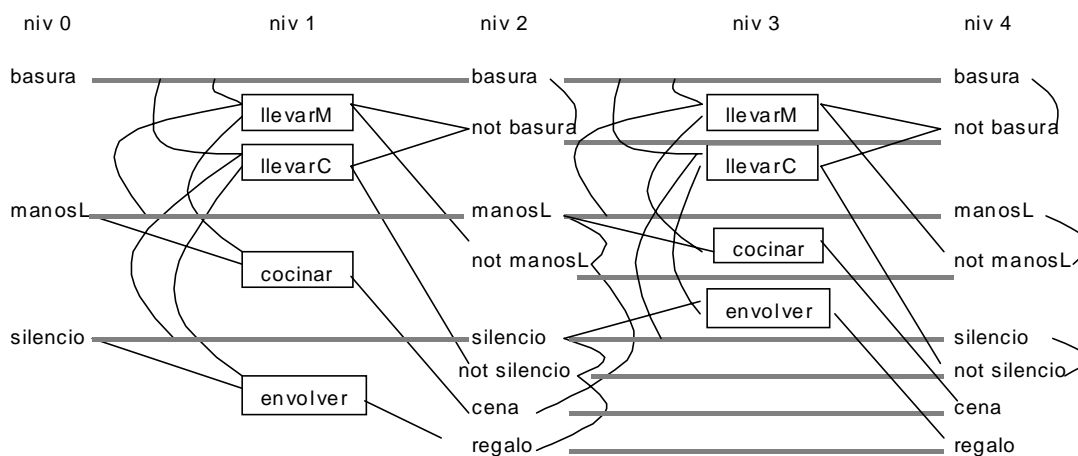 niv 0 niv 1 niv 2 niv 3 niv 4
basura basura basura
llevarM llevarM
not basura not basura
llevarC llevarC
manosL manosL manosL
cocinar
not manosL not manosL
cocinar
envolver
silencio silencio silencio
not silencio not silencio
envolver
cena cena
regalo regalo